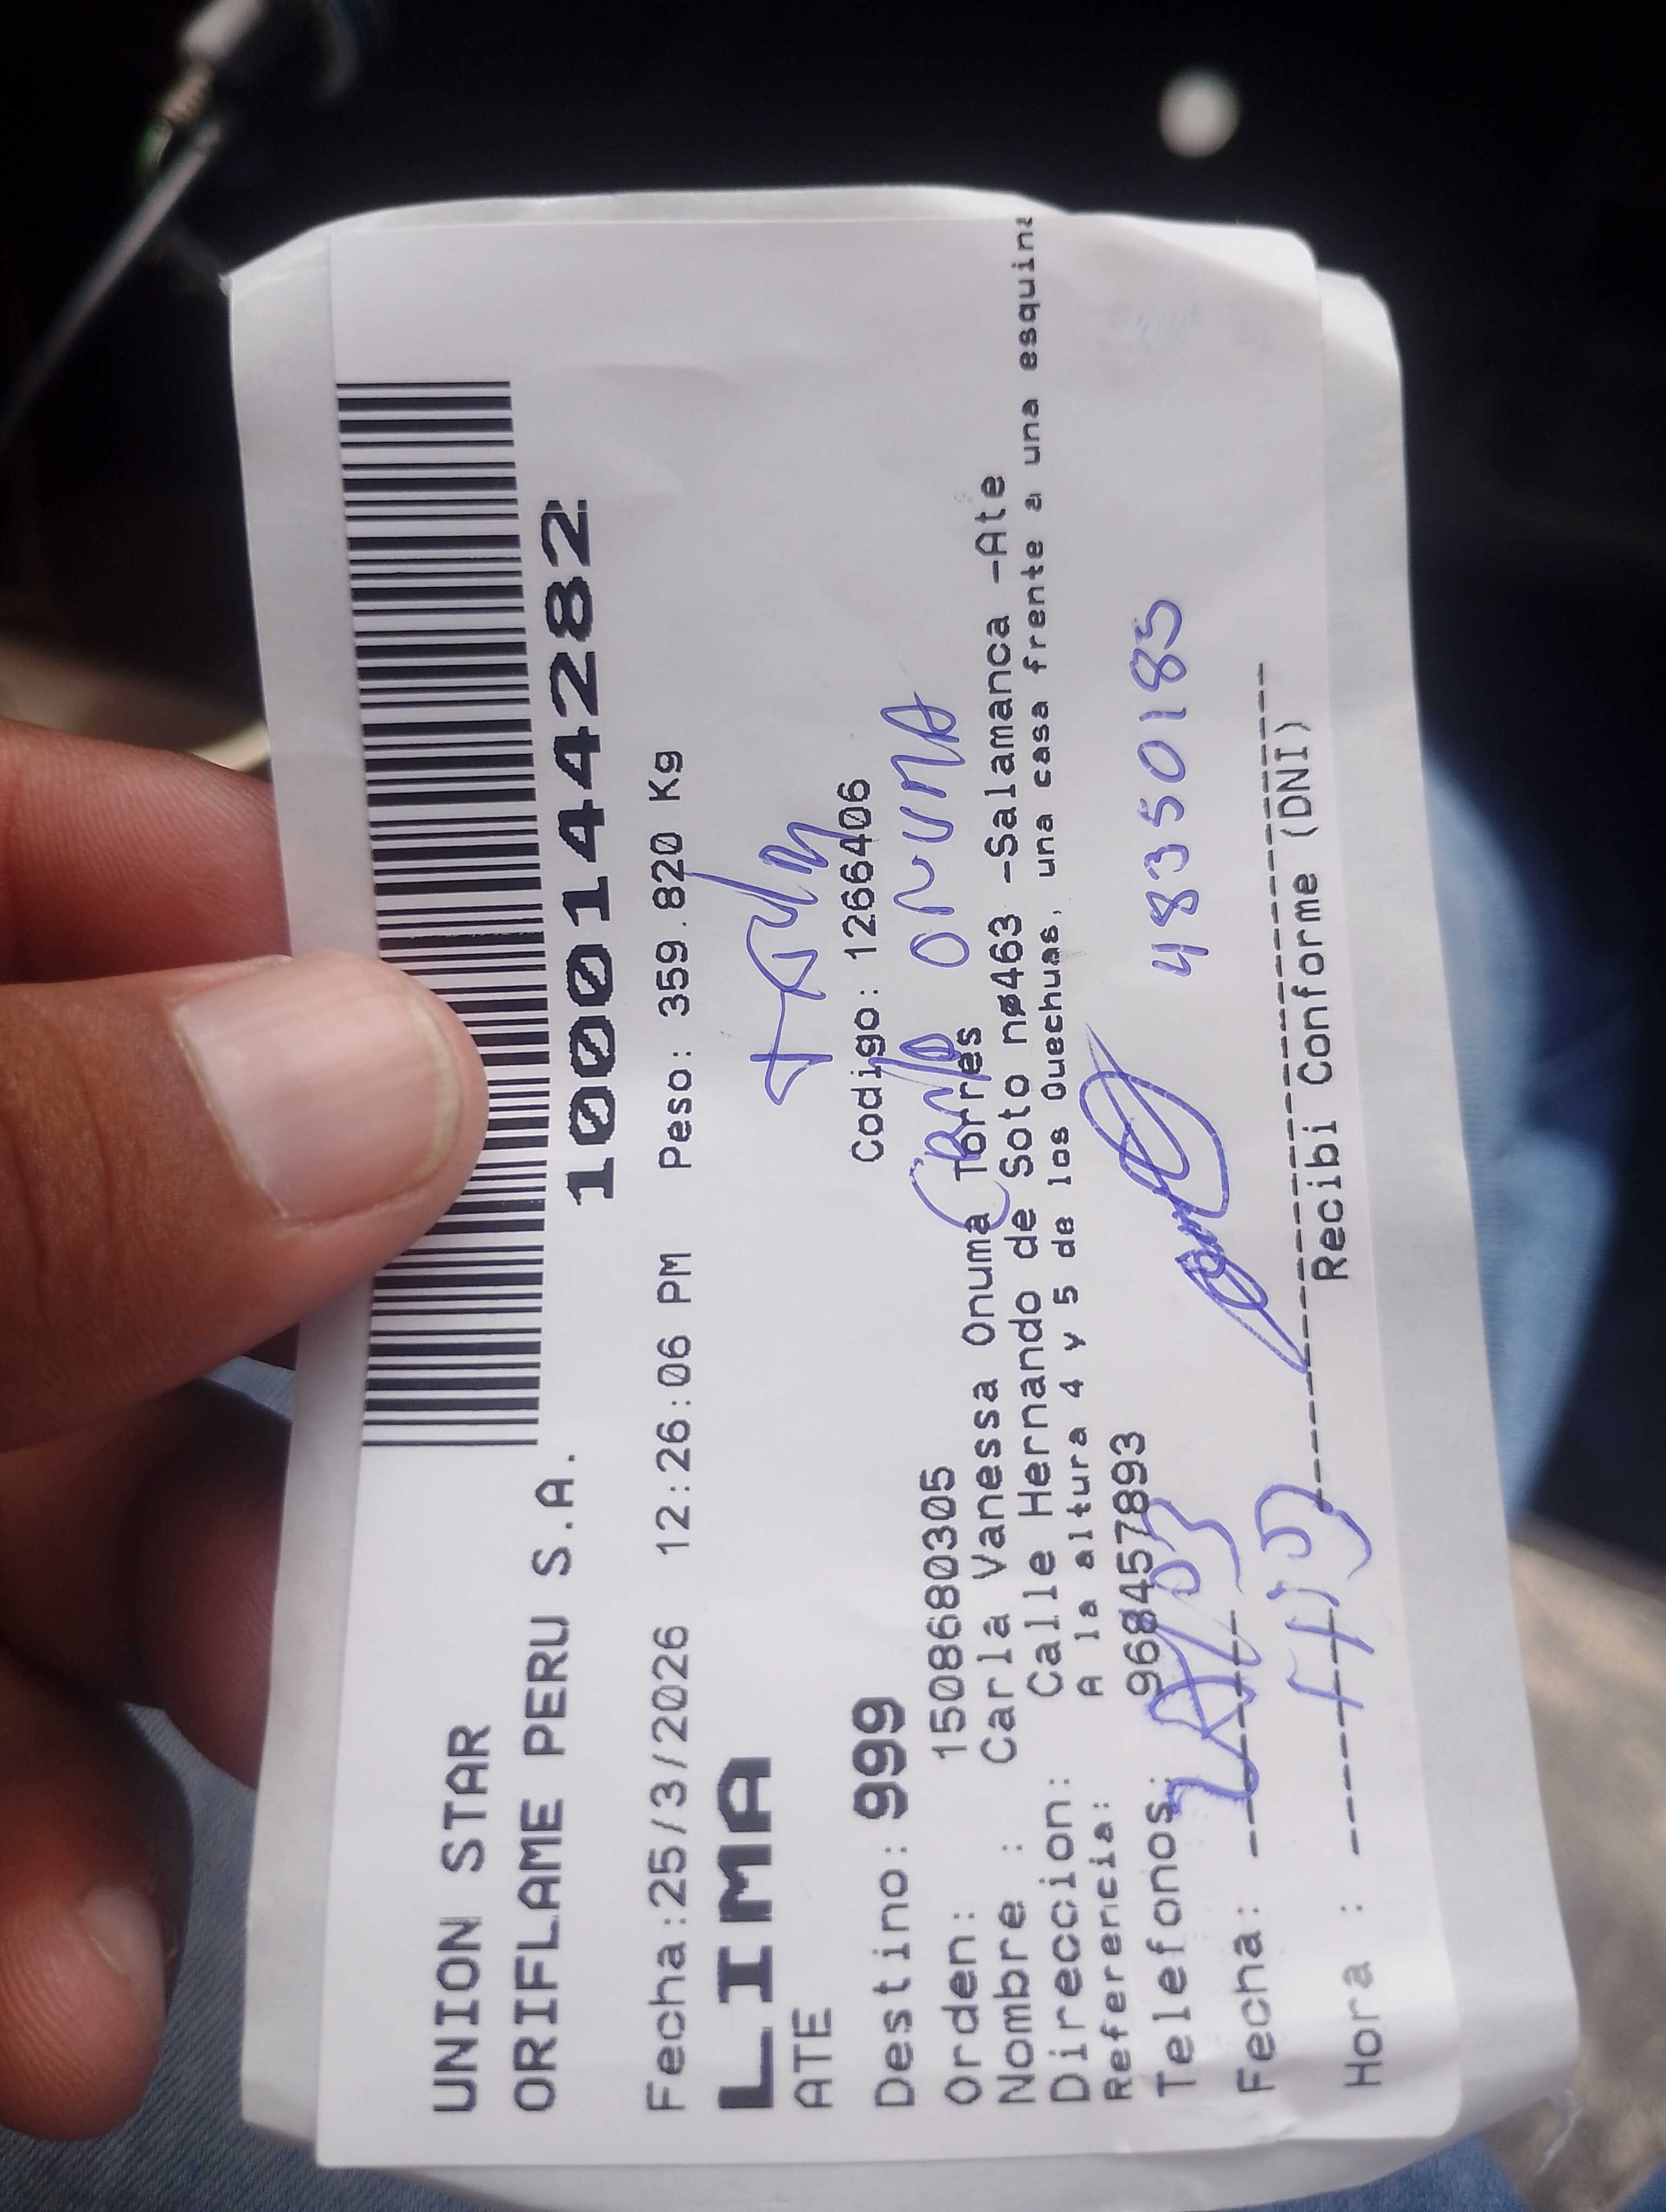 UNION STAR
ORIFLAME PERU S.A.
1000144282
Fecha:25/3/2026 12:26:06 PM Peso: 359.820 Kg
LIMA
ATE
Destino: 999 Codigo: 1266406
Orden: 1508680305
ONUMA
Nombre : Carla Vanessa Onuma Torres
Direccion: Calle Hernando de Soto nø463 -Salamanca -Ate
Referencia: A la altura 4 y 5 de los Quechuas, una casa frente a una esquina
Telefonos: 968457893
48350185
Fecha:
Hora :
Recibi Conforme (DNI)